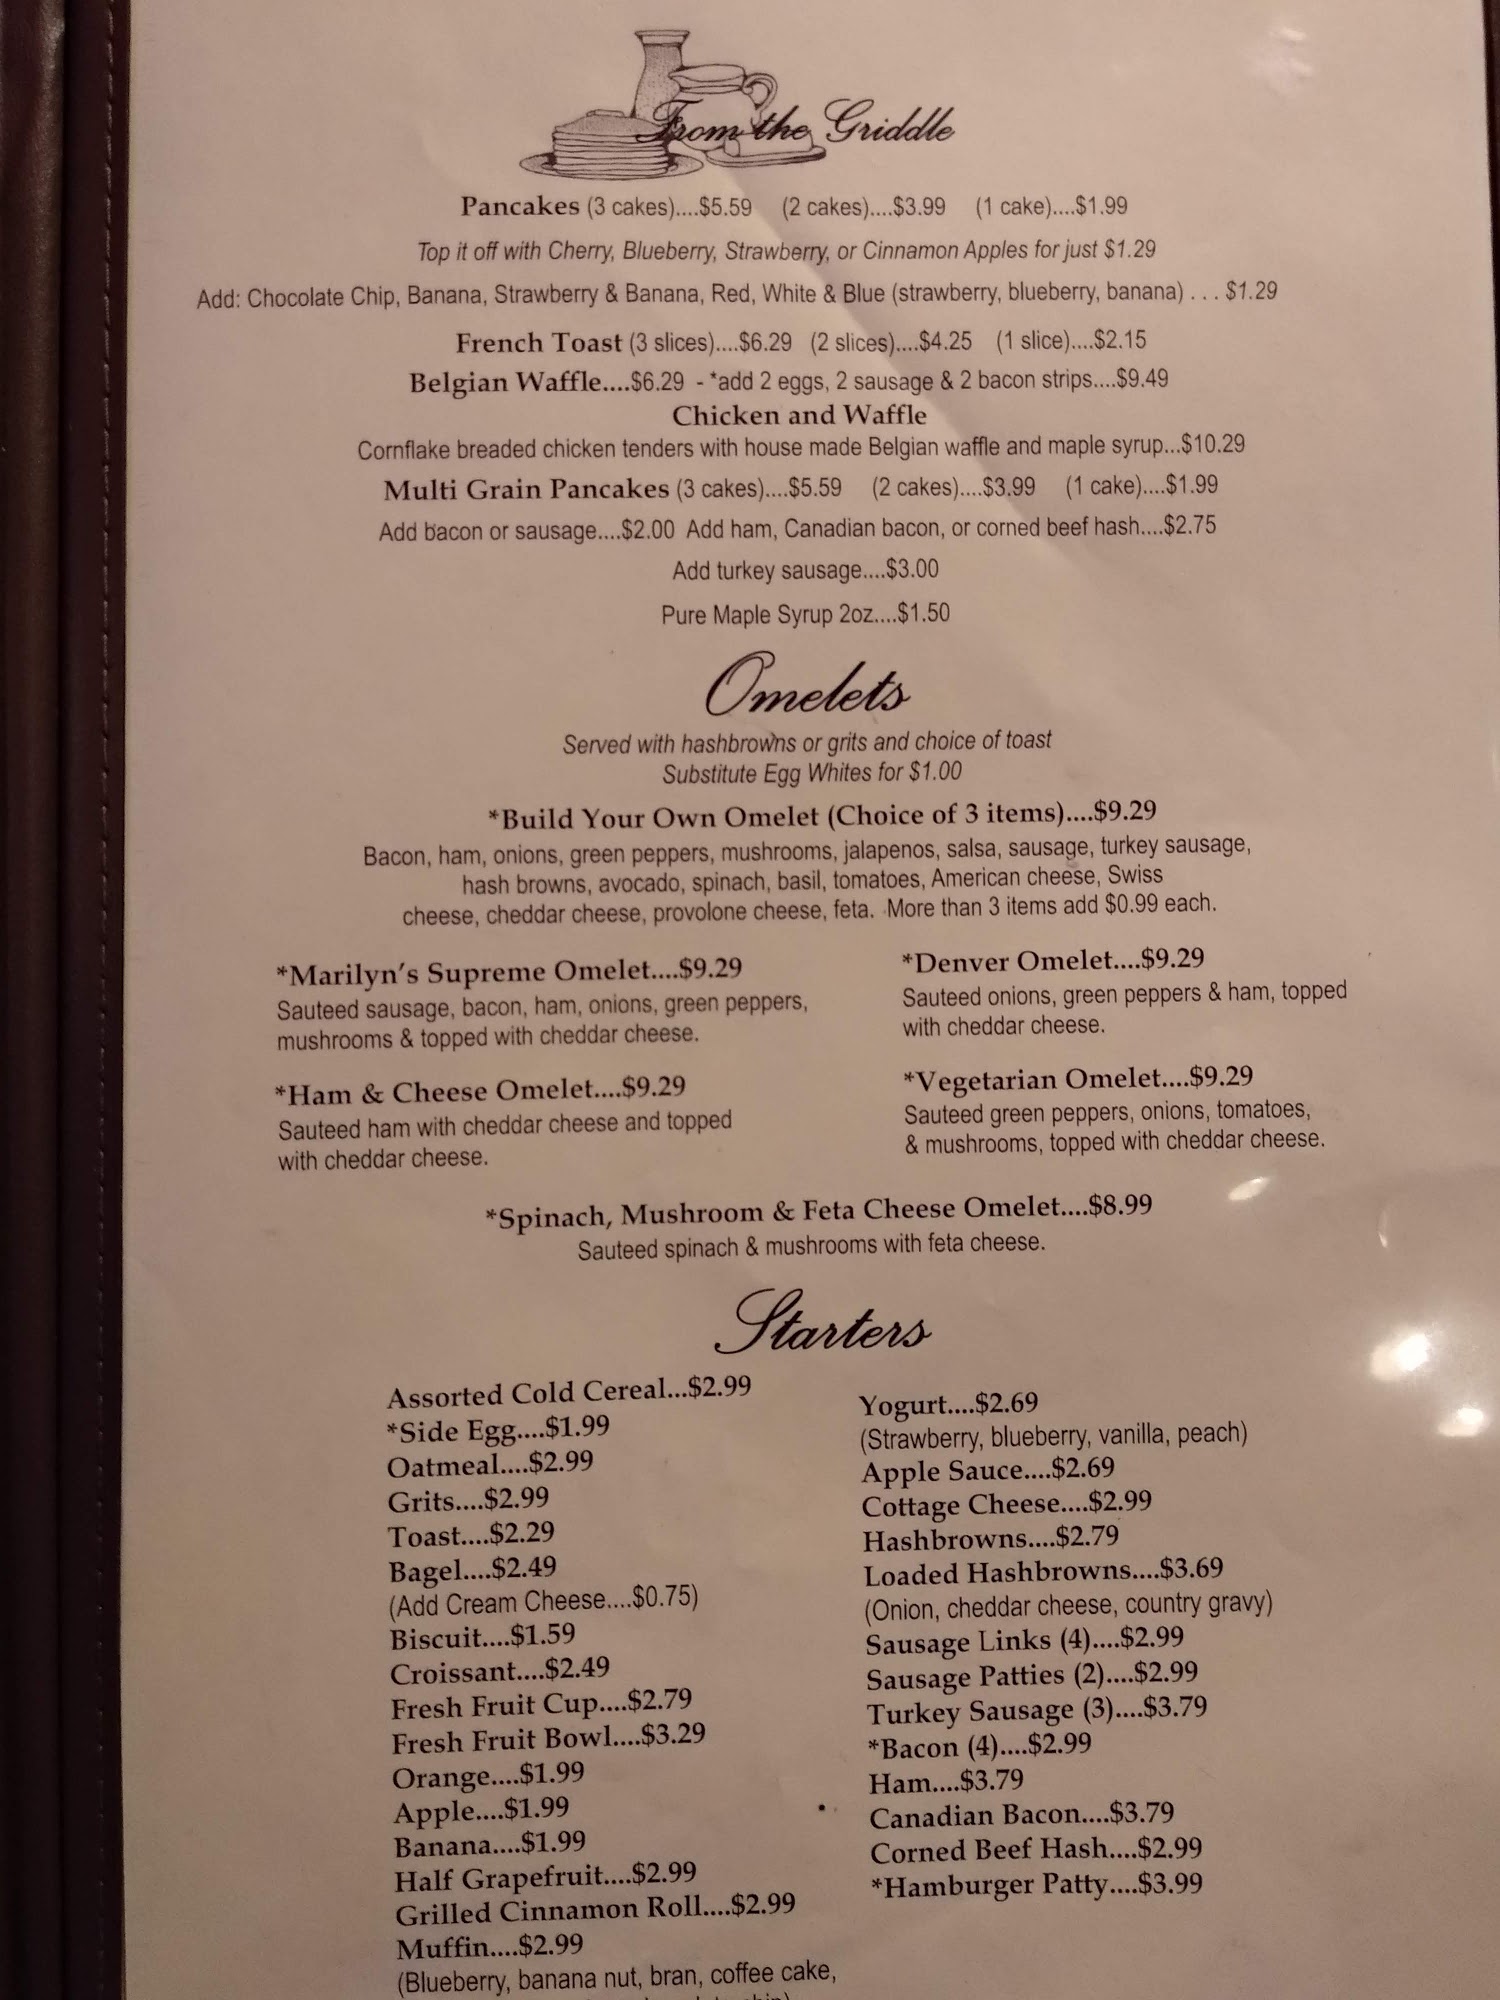 From the Griddle
Pancakes (3 cakes)....$5.59 (2 cakes)....$3.99 (1 cake)....$1.99
Top it off with Cherry, Blueberry, Strawberry, or Cinnamon Apples for just $1.29
Add: Chocolate Chip, Banana, Strawberry & Banana, Red, White & Blue (strawberry, blueberry, banana) . . . $1.29
French Toast (3 slices)....$6.29 (2 slices)....$4.25 (1 slice)....$2.15
Belgian Waffle....$6.29 - *add 2 eggs, 2 sausage & 2 bacon strips....$9.49
Chicken and Waffle
Cornflake breaded chicken tenders with house made Belgian waffle and maple syrup...$10.29
Multi Grain Pancakes (3 cakes)....$5.59 (2 cakes)....$3.99 (1 cake)....$1.99
Add bacon or sausage....$2.00 Add ham, Canadian bacon, or corned beef hash....$2.75
Add turkey sausage....$3.00
Pure Maple Syrup 2oz....$1.50
Omelets
Served with hashbrowns or grits and choice of toast
Substitute Egg Whites for $1.00
*Build Your Own Omelet (Choice of 3 items)....$9.29
Bacon, ham, onions, green peppers, mushrooms, jalapenos, salsa, sausage, turkey sausage,
hash browns, avocado, spinach, basil, tomatoes, American cheese, Swiss
cheese, cheddar cheese, provolone cheese, feta. More than 3 items add $0.99 each.
*Marilyn's Supreme Omelet....$9.29
Sauteed sausage, bacon, ham, onions, green peppers,
mushrooms & topped with cheddar cheese.
*Ham & Cheese Omelet....$9.29
Sauteed ham with cheddar cheese and topped
with cheddar cheese.
*Denver Omelet....$9.29
Sauteed onions, green peppers & ham, topped
with cheddar cheese.
*Vegetarian Omelet....$9.29
Sauteed green peppers, onions, tomatoes,
& mushrooms, topped with cheddar cheese.
*Spinach, Mushroom & Feta Cheese Omelet....$8.99
Sauteed spinach & mushrooms with feta cheese.
Starters
Assorted Cold Cereal...$2.99
*Side Egg....$1.99
Oatmeal....$2.99
Grits....$2.99
Toast....$2.29
Bagel....$2.49
(Add Cream Cheese....$0.75)
Biscuit....$1.59
Croissant....$2.49
Fresh Fruit Cup....$2.79
Fresh Fruit Bowl....$3.29
Orange....$1.99
Apple....$1.99
Banana....$1.99
Half Grapefruit....$2.99
Grilled Cinnamon Roll....$2.99
Muffin....$2.99
(Blueberry, banana nut, bran, coffee cake,
Yogurt....$2.69
(Strawberry, blueberry, vanilla, peach)
Apple Sauce....$2.69
Cottage Cheese....$2.99
Hashbrowns....$2.79
Loaded Hashbrowns....$3.69
(Onion, cheddar cheese, country gravy)
Sausage Links (4)....$2.99
Sausage Patties (2)....$2.99
Turkey Sausage (3)....$3.79
*Bacon (4)....$2.99
Ham....$3.79
Canadian Bacon....$3.79
Corned Beef Hash....$2.99
*Hamburger Patty....$3.99